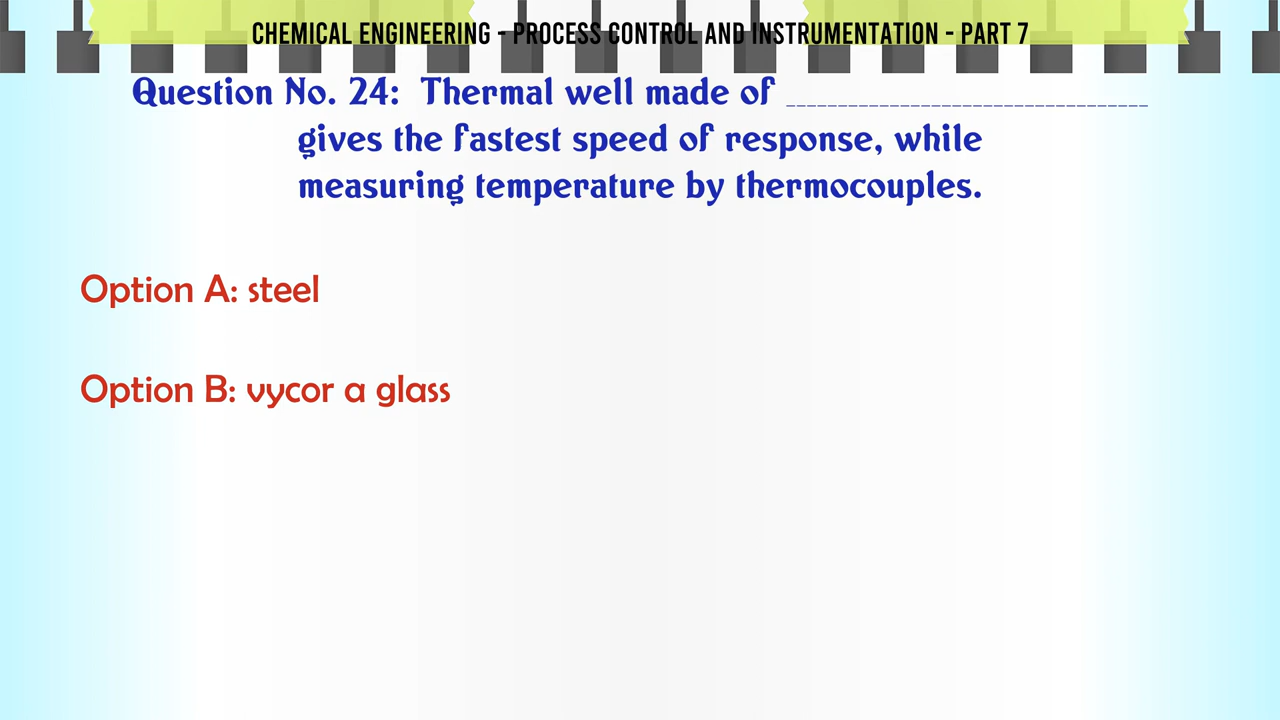 CHEMICAL ENGINEERING - PROCESS CONTROL AND INSTRUMENTATION - PART 7
Question No. 24: Thermal well made of __________________________________
gives the fastest speed of response, while
measuring temperature by thermocouples.
Option A: steel
Option B: vycor a glass